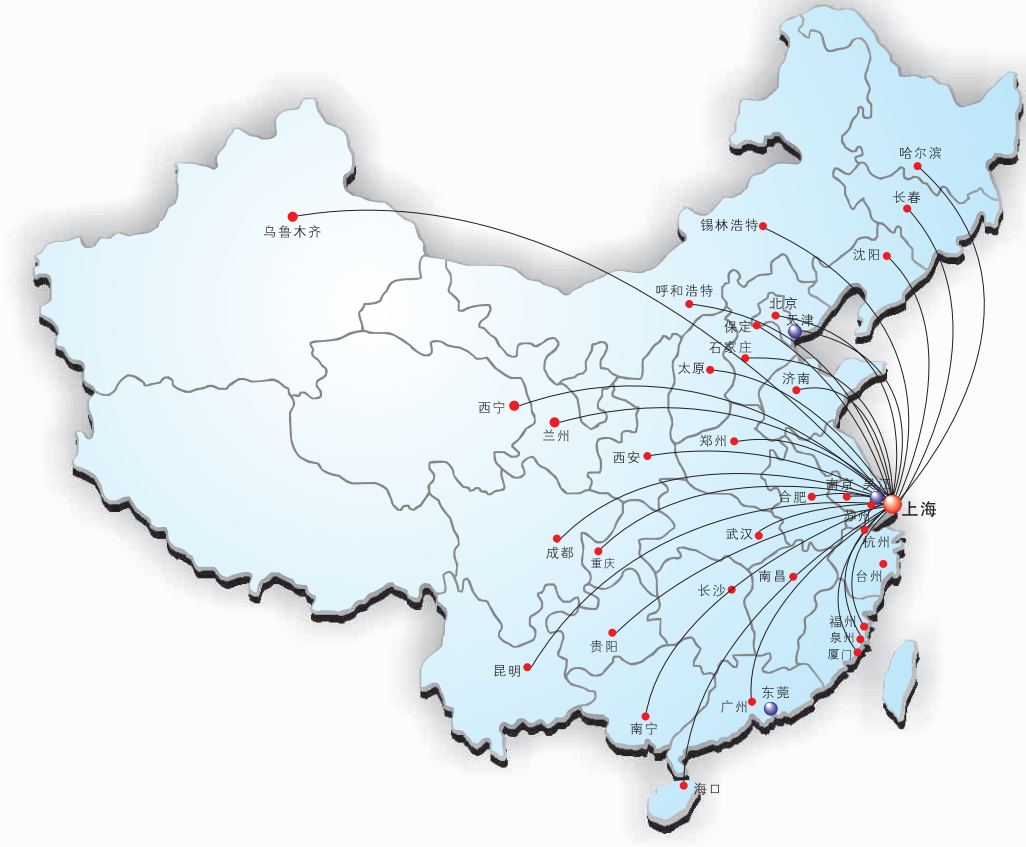 哈尔滨
长春
锡林浩特
乌鲁木齐
沈阳
呼和浩特
北京
天津
保定
石家庄
太原
济南
西宁
兰州
郑州
西安
南京
合肥
上海
苏州
武汉
杭州
成都
重庆
台州
南昌
长沙
福州
泉州
贵阳
厦门
昆明
东莞
广州
南宁
海口